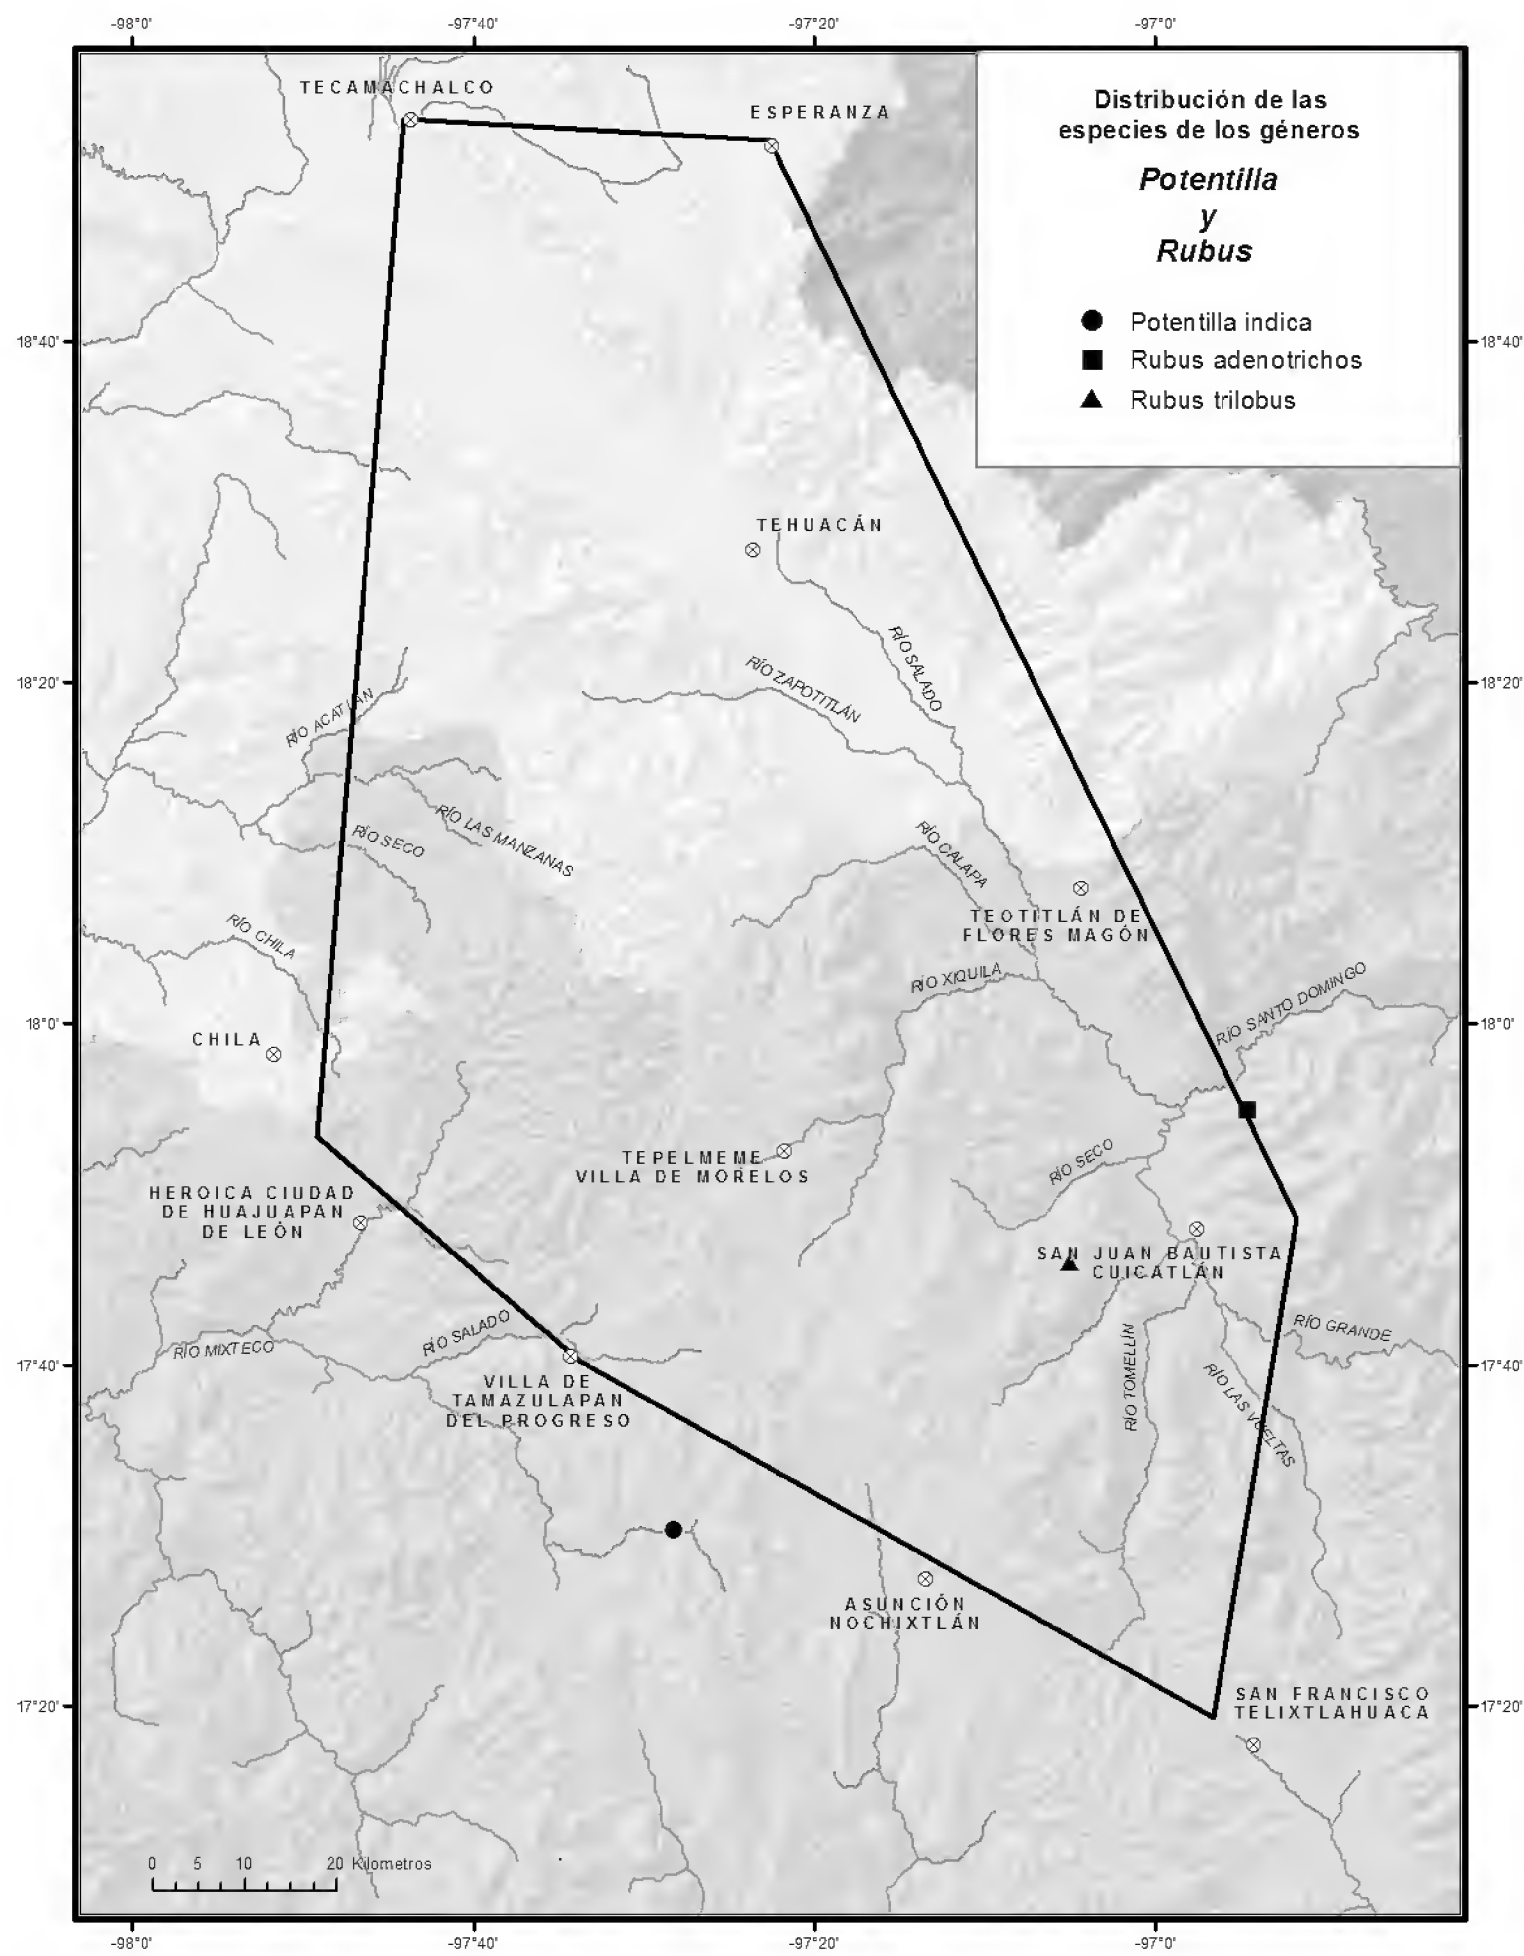 -98°0' -97°40' -97°20' -97°0'
TECAMACHALCO
ESPERANZA
Distribución de las
especies de los géneros
Potentilla
y
Rubus
Potentilla indica
Rubus adenotrichos
Rubus trilobus
18°40' 18°40'
TEHUACÁN
RÍO SALADO
RÍO ZAPOTITLÁN
18°20' 18°20'
RÍO ACATLÁN
RÍO LAS MANZANAS
RÍO SECO
RÍO CALAPA
TEOTITLÁN DE
FLORES MAGÓN
RÍO CHILA
RÍO XIQUILA
RÍO SANTO DOMINGO
18°0' 18°0'
CHILA
TEPELMEME
VILLA DE MORELOS
RÍO SECO
HEROICA CIUDAD
DE HUAJUAPAN
DE LEÓN
SAN JUAN BAUTISTA
CUICATLÁN
RÍO SALADO
RÍO MIXTECO
RÍO GRANDE
17°40' 17°40'
RÍO TOMELLÍN
RÍO LAS VUELTAS
VILLA DE
TAMAZULAPAN
DEL PROGRESO
ASUNCIÓN
NOCHIXTLÁN
SAN FRANCISCO
TELIXTLAHUACA
17°20' 17°20'
0 5 10 20 Kilometros
-98°0' -97°40' -97°20' -97°0'